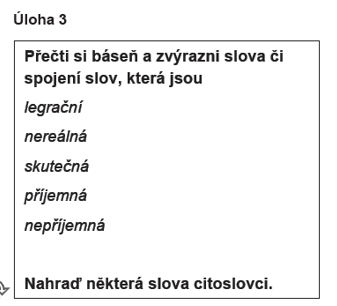 Úloha 3
Přečti si báseň a zvýrazni slova či
spojení slov, která jsou
legrační
nereálná
skutečná
příjemná
nepříjemná
Nahraď některá slova citoslovci.